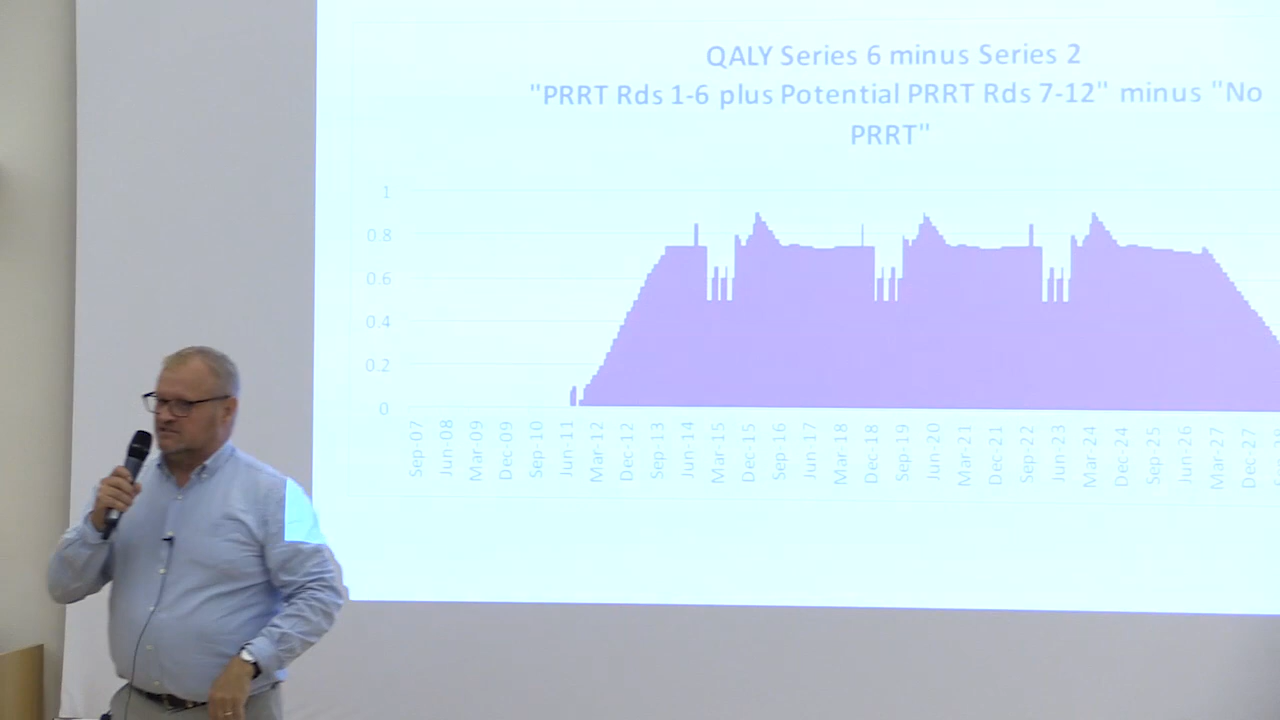 QALY Series 6 minus Series 2
"PRRT Rds 1-6 plus Potential PRRT Rds 7-12" minus "No
PRRT"
1
0.8
0.6
0.4
0.2
0
Sep-07
Jun-08
Mar-09
Dec-09
Sep-10
Jun-11
Mar-12
Dec-12
Sep-13
Jun-14
Mar-15
Dec-15
Sep-16
Jun-17
Mar-18
Dec-18
Sep-19
Jun-20
Mar-21
Dec-21
Sep-22
Jun-23
Mar-24
Dec-24
Sep-25
Jun-26
Mar-27
Dec-27